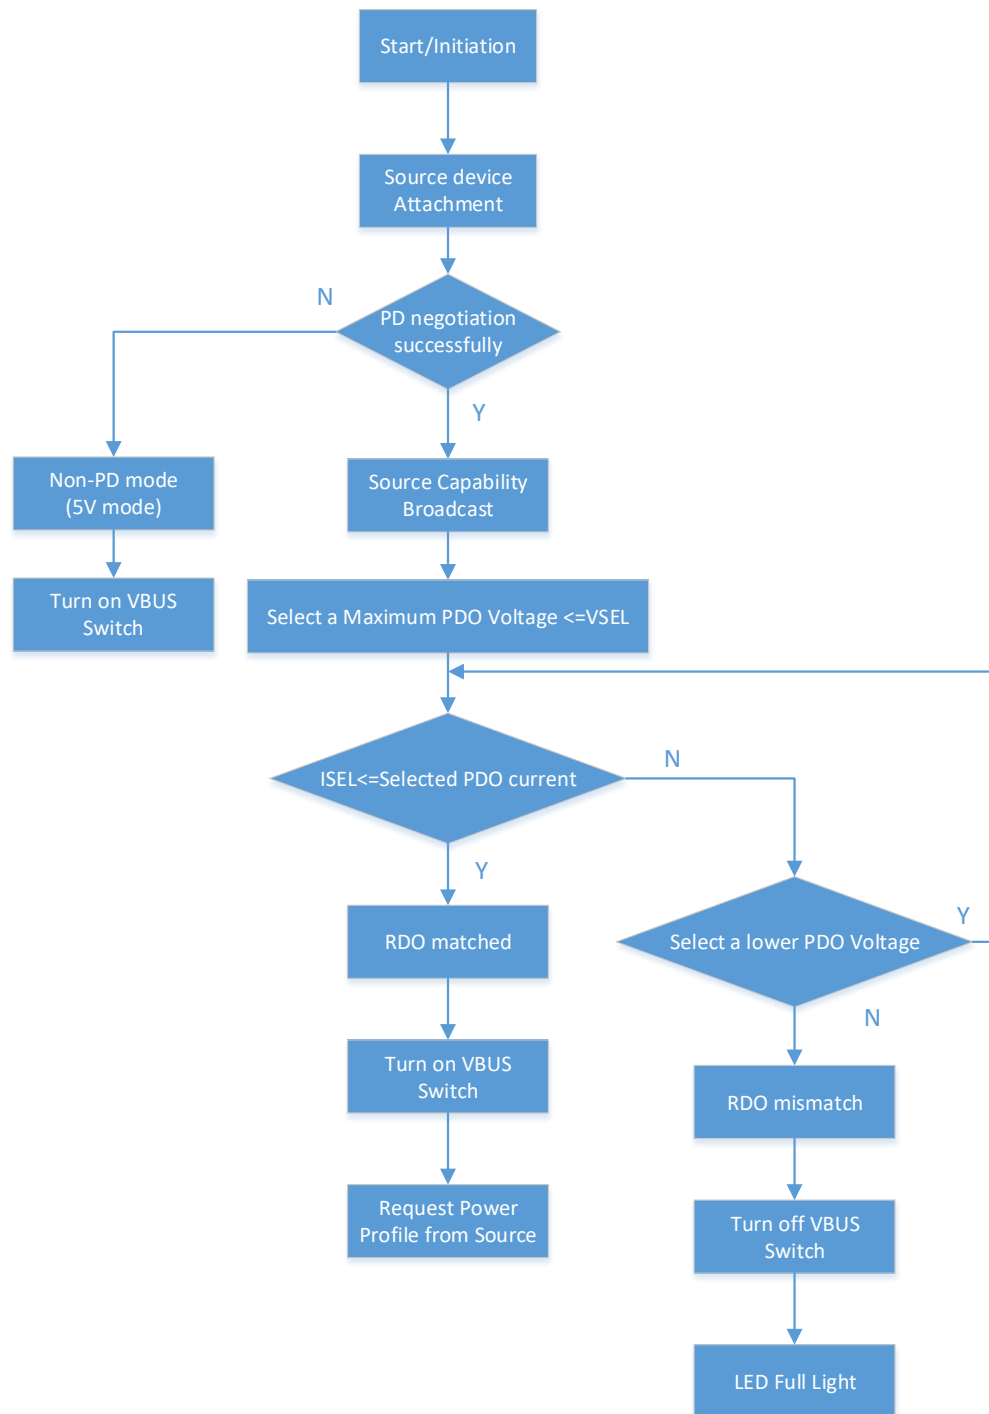 Start/Initiation
Source device
Attachment
N
PD negotiation
successfully
Y
Non-PD mode
(5V mode)
Source Capability
Broadcast
Turn on VBUS
Switch
Select a Maximum PDO Voltage <=VSEL
ISEL<=Selected PDO current
N
Y
RDO matched
Select a lower PDO Voltage
Y
N
Turn on VBUS
Switch
RDO mismatch
Request Power
Profile from Source
Turn off VBUS
Switch
LED Full Light